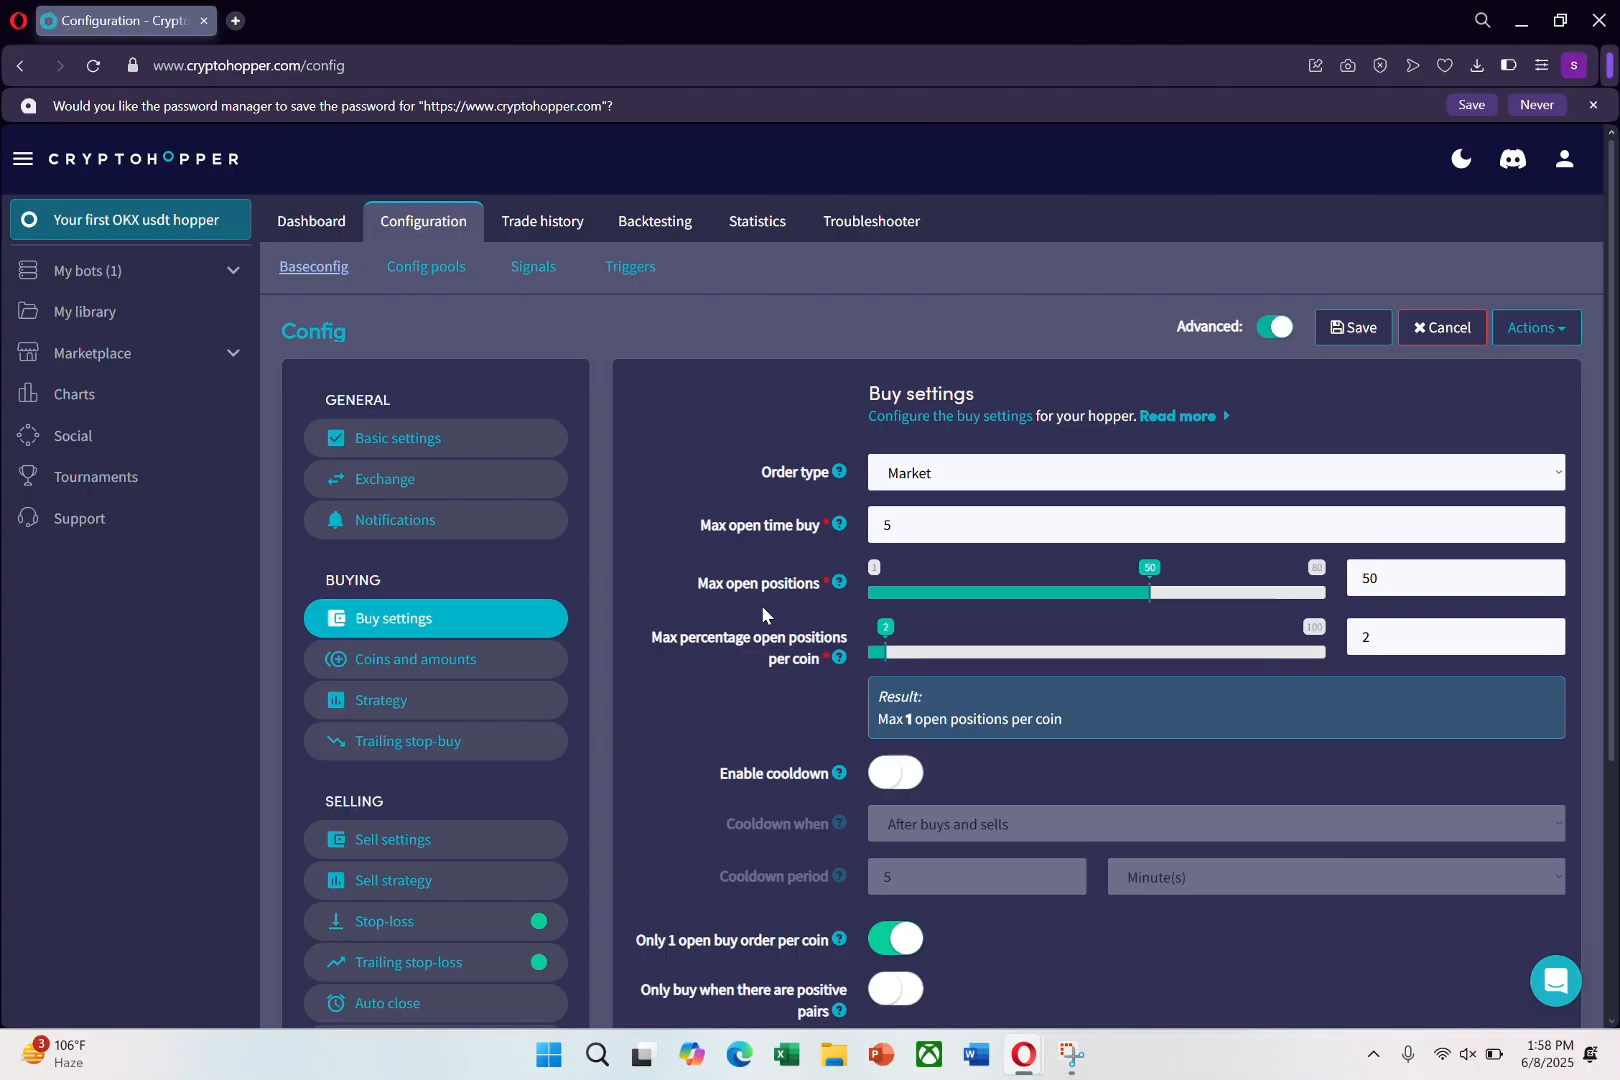 Configuration - Crypto
www.cryptohopper.com/config
S
Would you like the password manager to save the password for "https://www.cryptohopper.com"?
Save
Never
CRYPTOHOPPER
Your first OKX usdt hopper
My bots (1)
My library
Marketplace
Charts
Social
Tournaments
Support
Dashboard
Configuration
Trade history
Backtesting
Statistics
Troubleshooter
Baseconfig
Config pools
Signals
Triggers
Config
Advanced:
Save
Cancel
Actions
GENERAL
Basic settings
Exchange
Notifications
BUYING
Buy settings
Coins and amounts
Strategy
Trailing stop-buy
SELLING
Sell settings
Sell strategy
Stop-loss
Trailing stop-loss
Auto close
Buy settings
Configure the buy settings for your hopper. Read more
Order type ?
Market
Max open time buy * ?
5
Max open positions * ?
1
50
80
50
Max percentage open positions
per coin * ?
2
100
2
Result:
Max 1 open positions per coin
Enable cooldown ?
Cooldown when ?
After buys and sells
Cooldown period ?
5
Minute(s)
Only 1 open buy order per coin ?
Only buy when there are positive
pairs ?
3
106°F
Haze
1:58 PM
6/8/2025